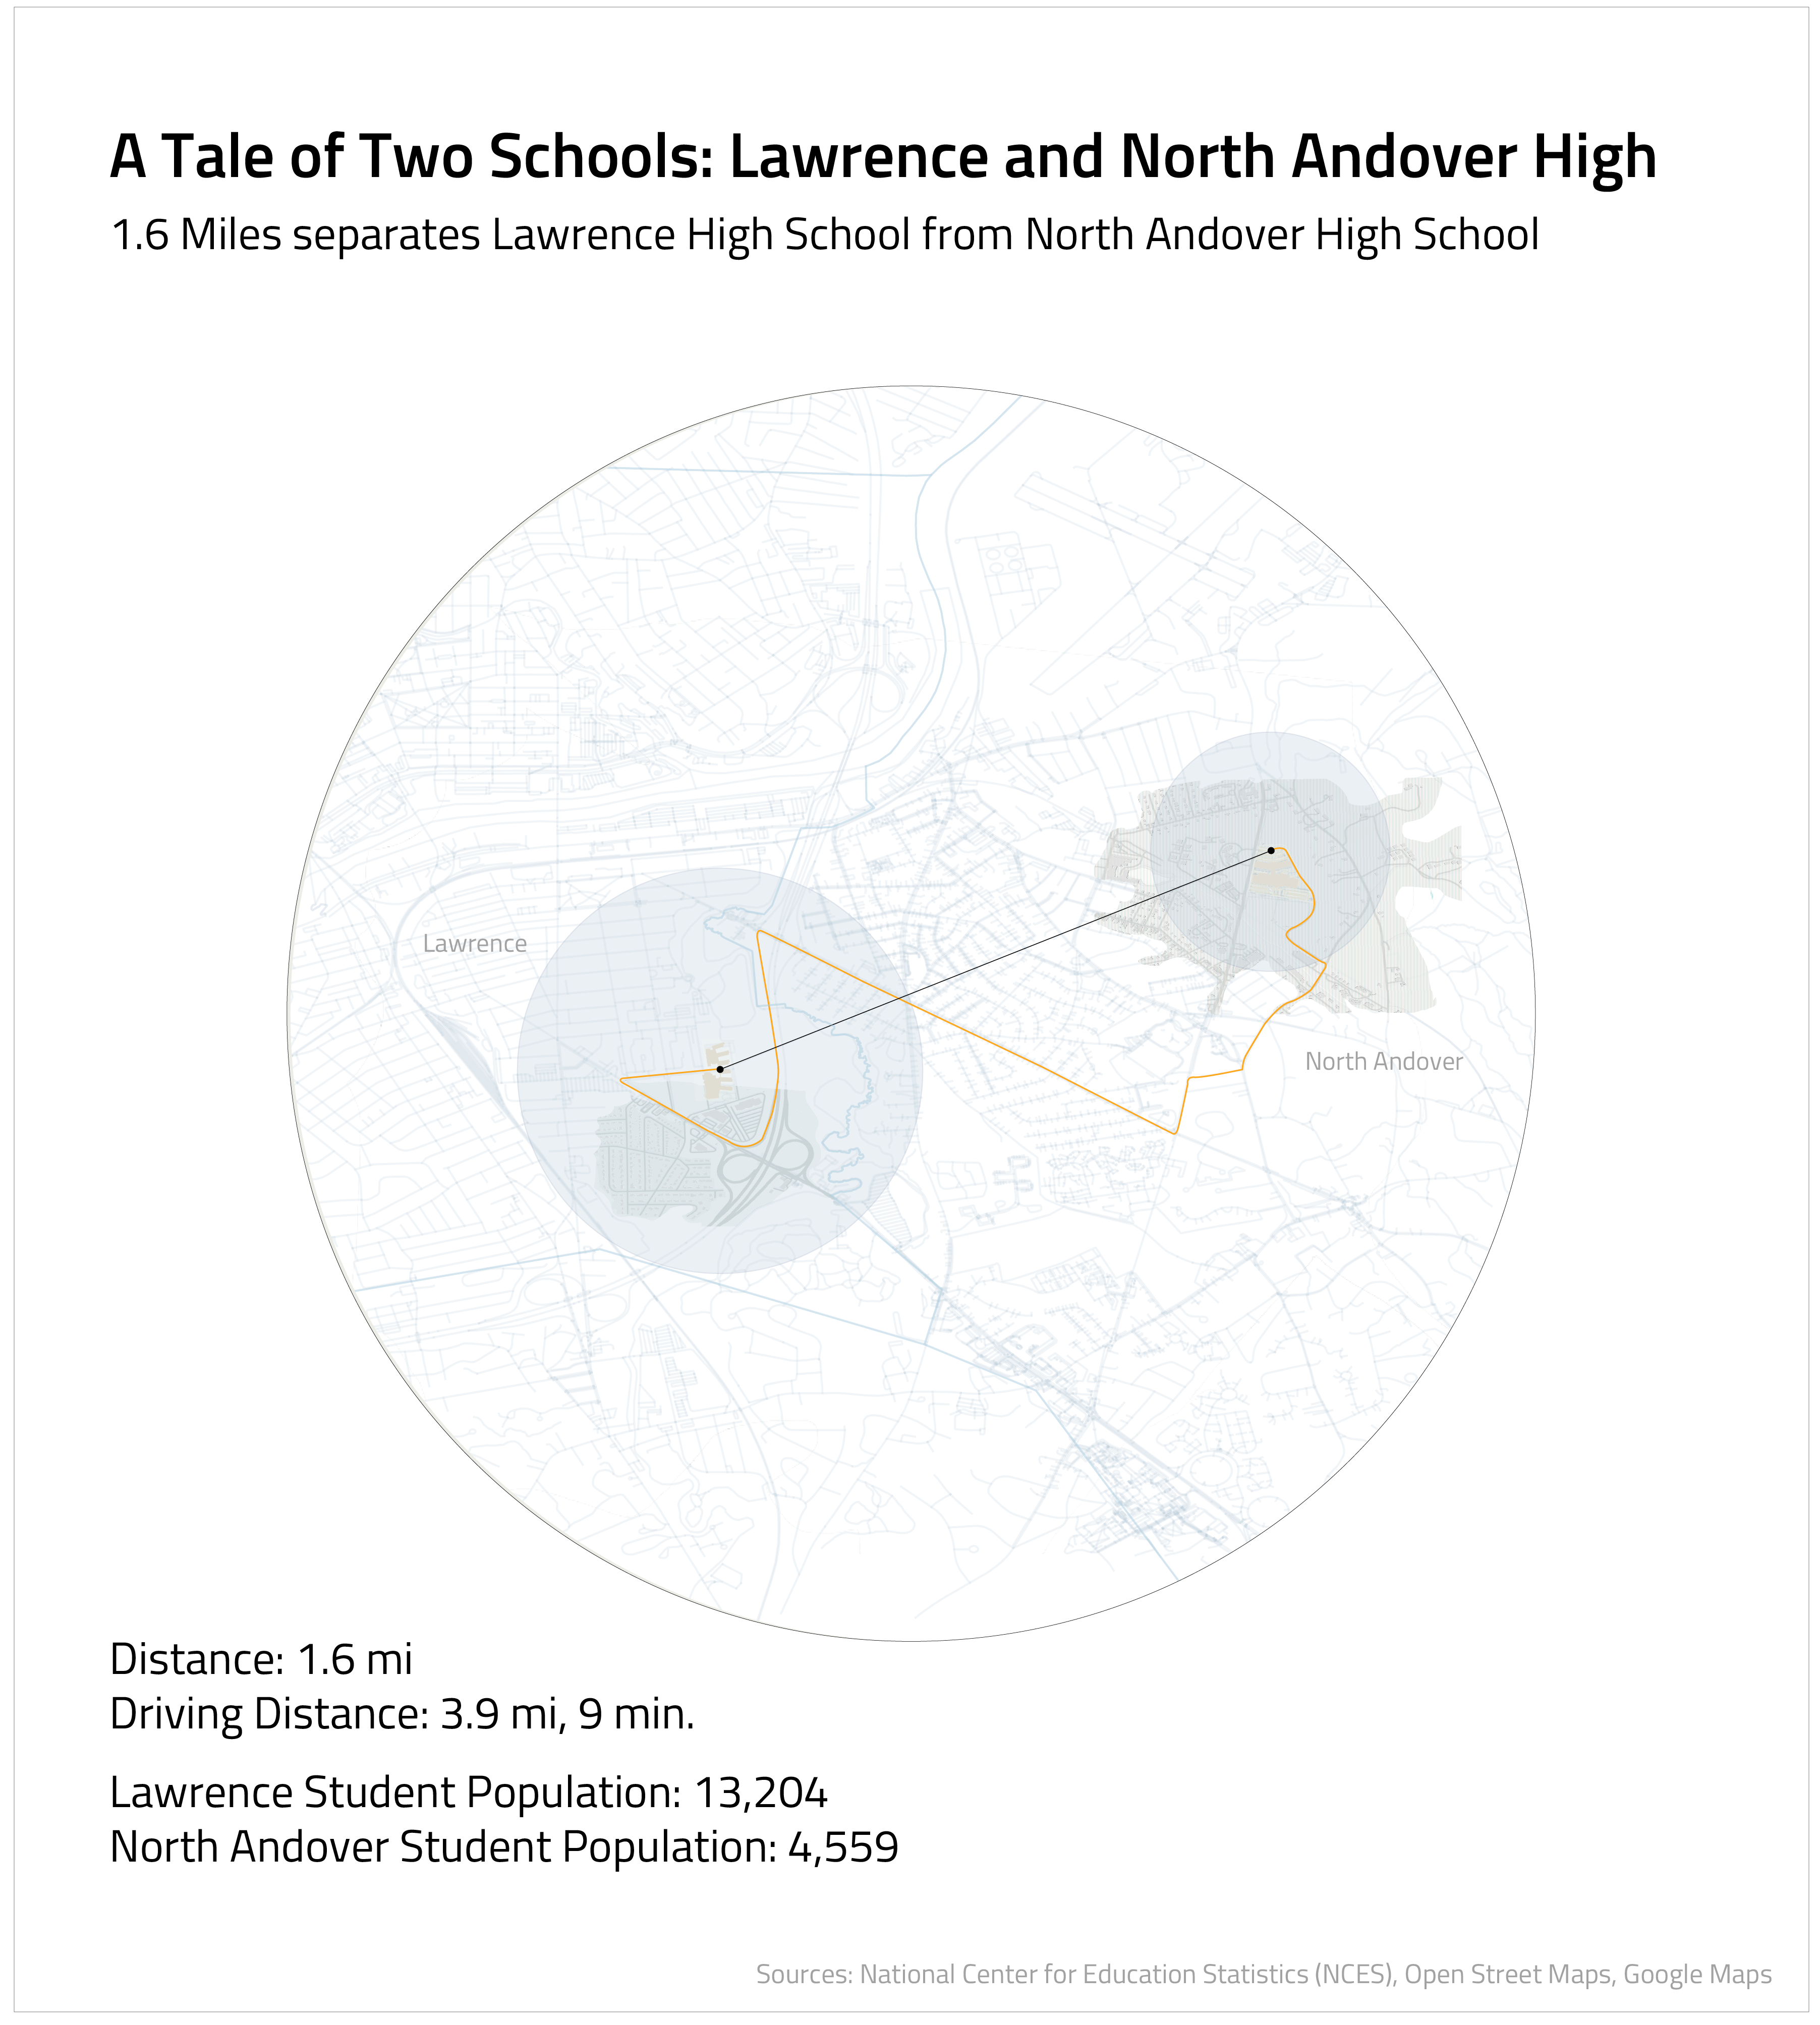 A Tale of Two Schools: Lawrence and North Andover High
1.6 Miles separates Lawrence High School from North Andover High School
Lawrence
North Andover
Distance: 1.6 mi
Driving Distance: 3.9 mi, 9 min.
Lawrence Student Population: 13,204
North Andover Student Population: 4,559
Sources: National Center for Education Statistics (NCES), Open Street Maps, Google Maps